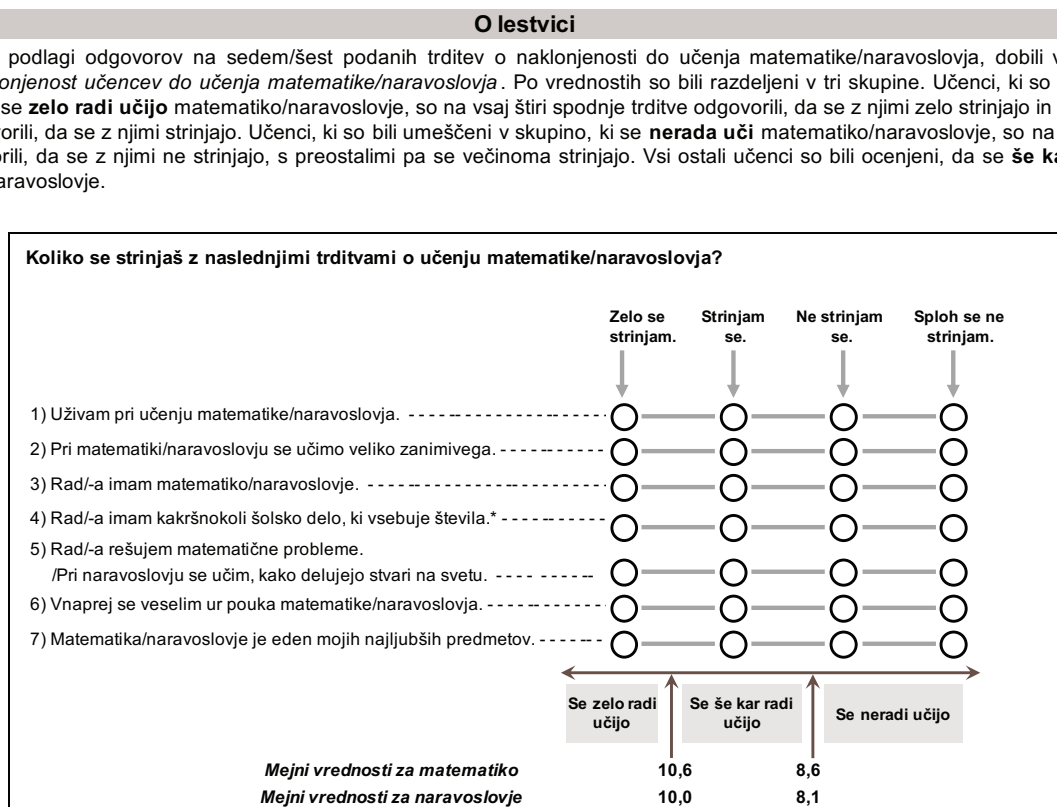 O lestvici
podlagi odgovorov na sedem/šest podanih trditev o naklonjenosti do učenja matematike/naravoslovja, dobili v
onjenost učencev do učenja matematike/naravoslovja. Po vrednostih so bili razdeljeni v tri skupine. Učenci, ki so
se zelo radi učijo matematiko/naravoslovje, so na vsaj štiri spodnje trditve odgovorili, da se z njimi zelo strinjajo in
orili, da se z njimi strinjajo. Učenci, ki so bili umeščeni v skupino, ki se nerada uči matematiko/naravoslovje, so na
orili, da se z njimi ne strinjajo, s preostalimi pa se večinoma strinjajo. Vsi ostali učenci so bili ocenjeni, da se še ka
aravoslovje.
Koliko se strinjaš z naslednjimi trditvami o učenju matematike/naravoslovja?
Zelo se strinjam.
Strinjam se.
Ne strinjam se.
Sploh se ne strinjam.
1) Uživam pri učenju matematike/naravoslovja.
2) Pri matematiki/naravoslovju se učimo veliko zanimivega.
3) Rad/-a imam matematiko/naravoslovje.
4) Rad/-a imam kakršnokoli šolsko delo, ki vsebuje števila.*
5) Rad/-a rešujem matematične probleme.
/Pri naravoslovju se učim, kako delujejo stvari na svetu.
6) Vnaprej se veselim ur pouka matematike/naravoslovja.
7) Matematika/naravoslovje je eden mojih najljubših predmetov.
Se zelo radi učijo
Se še kar radi učijo
Se neradi učijo
Mejni vrednosti za matematiko 10,6 8,6
Mejni vrednosti za naravoslovje 10,0 8,1